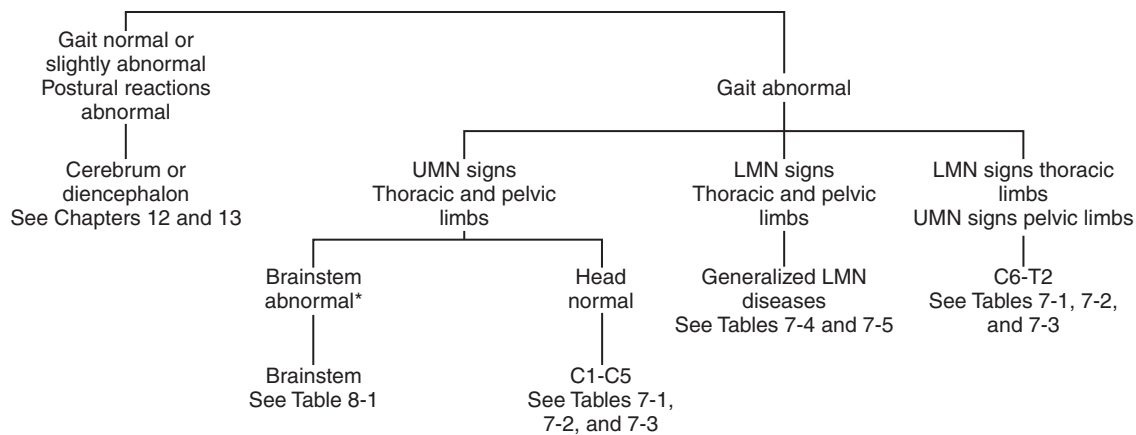 Gait normal or
slightly abnormal
Postural reactions
abnormal
Gait abnormal
Cerebrum or
diencephalon
See Chapters 12 and 13
UMN signs
Thoracic and pelvic
limbs
LMN signs
Thoracic and pelvic
limbs
LMN signs thoracic
limbs
UMN signs pelvic limbs
Brainstem
abnormal*
Head
normal
Generalized LMN
diseases
See Tables 7-4 and 7-5
C6-T2
See Tables 7-1, 7-2,
and 7-3
Brainstem
See Table 8-1
C1-C5
See Tables 7-1,
7-2, and 7-3